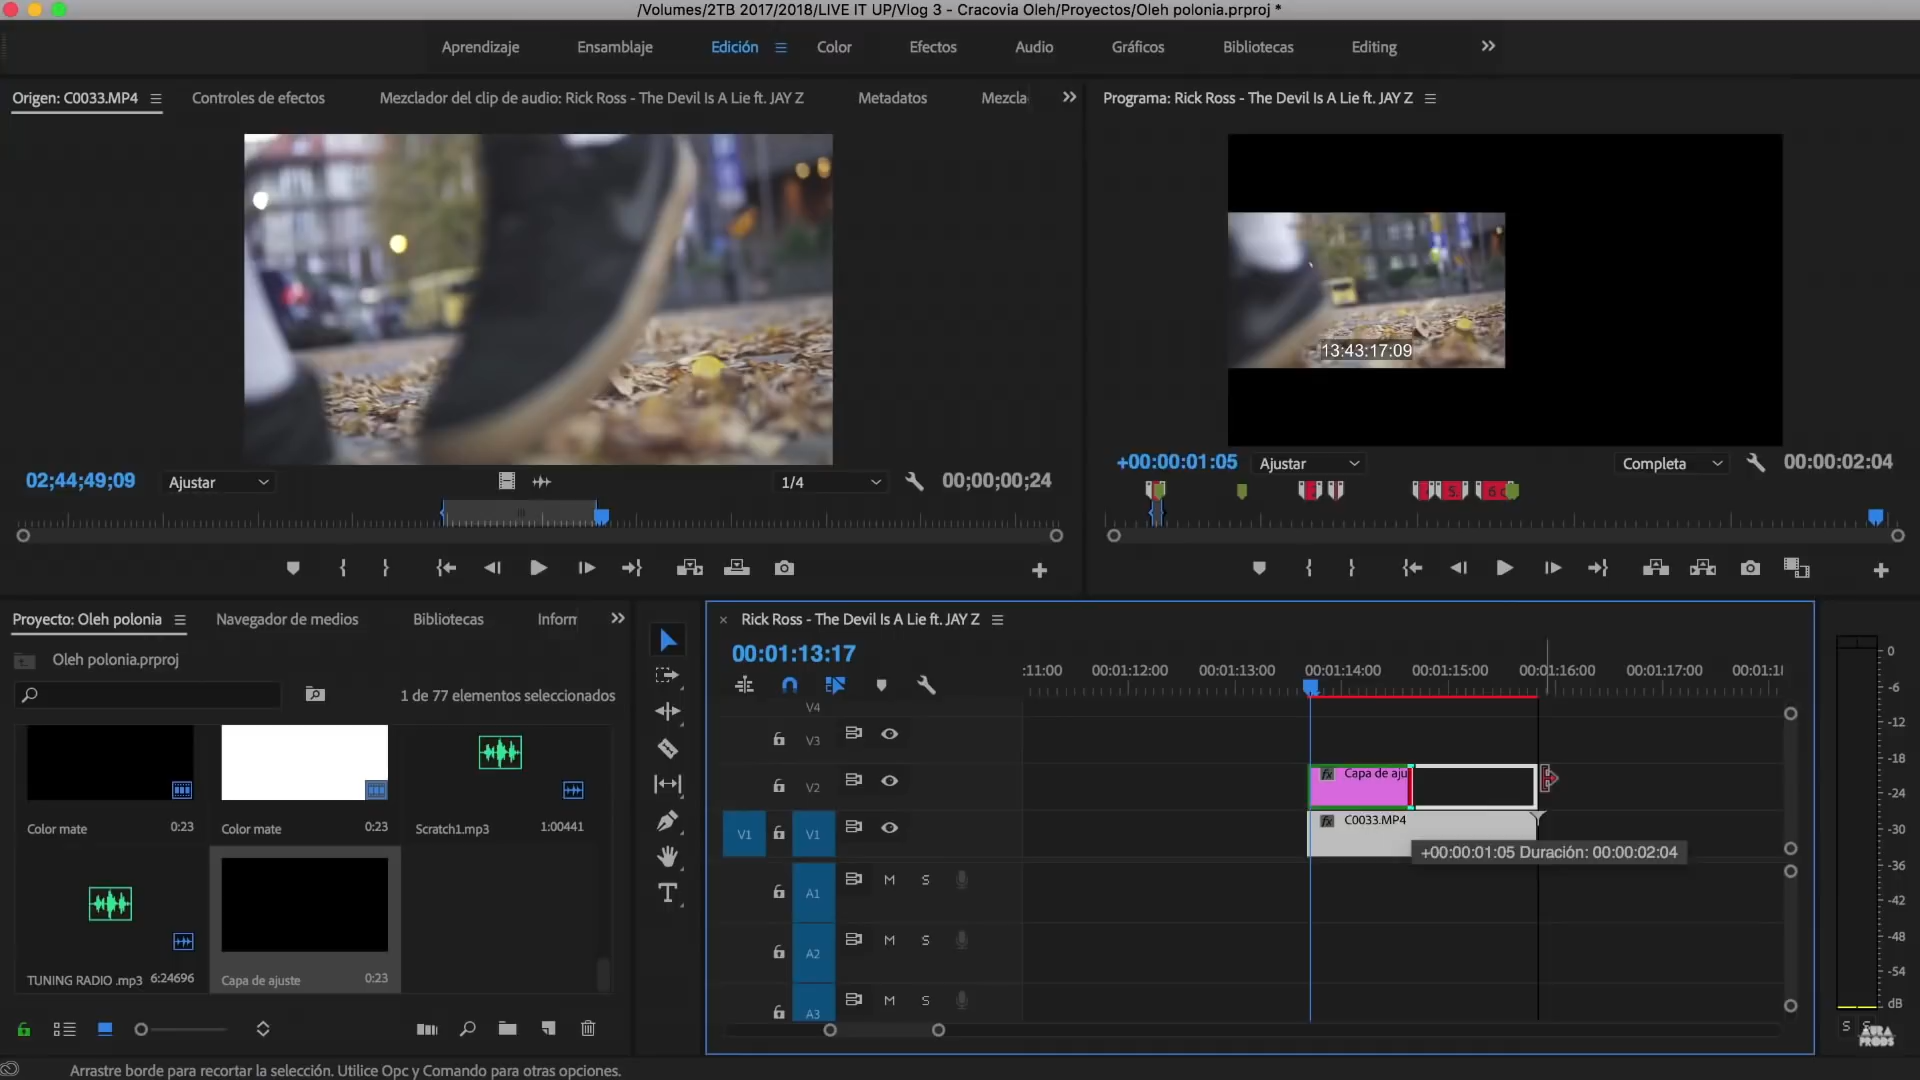 /Volumes/2TB 2017/2018/LIVE IT UP/Vlog 3 - Cracovia Oleh/Proyectos/Oleh polonia.prproj *
Aprendizaje Ensamblaje Edición Color Efectos Audio Gráficos Bibliotecas Editing
Origen: C0033.MP4 Controles de efectos Mezclador del clip de audio: Rick Ross - The Devil Is A Lie ft. JAY Z Metadatos Mezcla
Programa: Rick Ross - The Devil Is A Lie ft. JAY Z
13:43:17:09
02;44;49;09 Ajustar 1/4 00;00;00;24
+00:00:01:05 Ajustar Completa 00:00:02:04
Proyecto: Oleh polonia Navegador de medios Bibliotecas Inform
Oleh polonia.prproj
1 de 77 elementos seleccionados
Color mate 0:23
Color mate 0:23
Scratch1.mp3 1:00441
TUNING RADIO .mp3 6:24696
Capa de ajuste 0:23
× Rick Ross - The Devil Is A Lie ft. JAY Z
00:01:13:17
:11:00 00:01:12:00 00:01:13:00 00:01:14:00 00:01:15:00 00:01:16:00 00:01:17:00 00:01:1
V4
V3
V2
fx Capa de aju
V1 V1
fx C0033.MP4
+00:00:01:05 Duración: 00:00:02:04
A1 M S
A2 M S
A3 M S
0
-6
-12
-18
-24
-30
-36
-42
-48
-54
dB
S S
AURA
PRODS
Arrastre borde para recortar la selección. Utilice Opc y Comando para otras opciones.